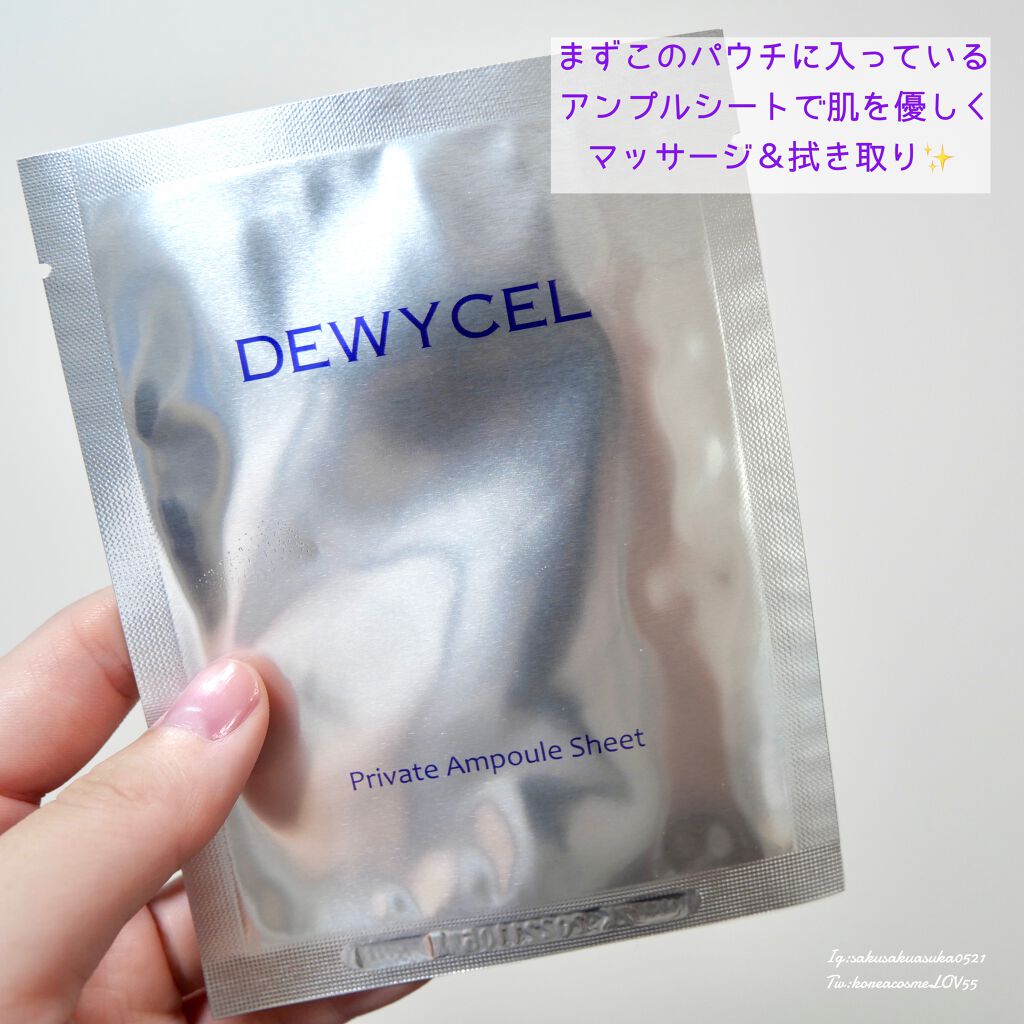 まずこのパウチに入っている
アンプルシートで肌を優しく
マッサージ&拭き取り✨
DEWYCEL
Private Ampoule Sheet
Ig:sakusakuasuka0521
Tw:koreacosmeLOV55